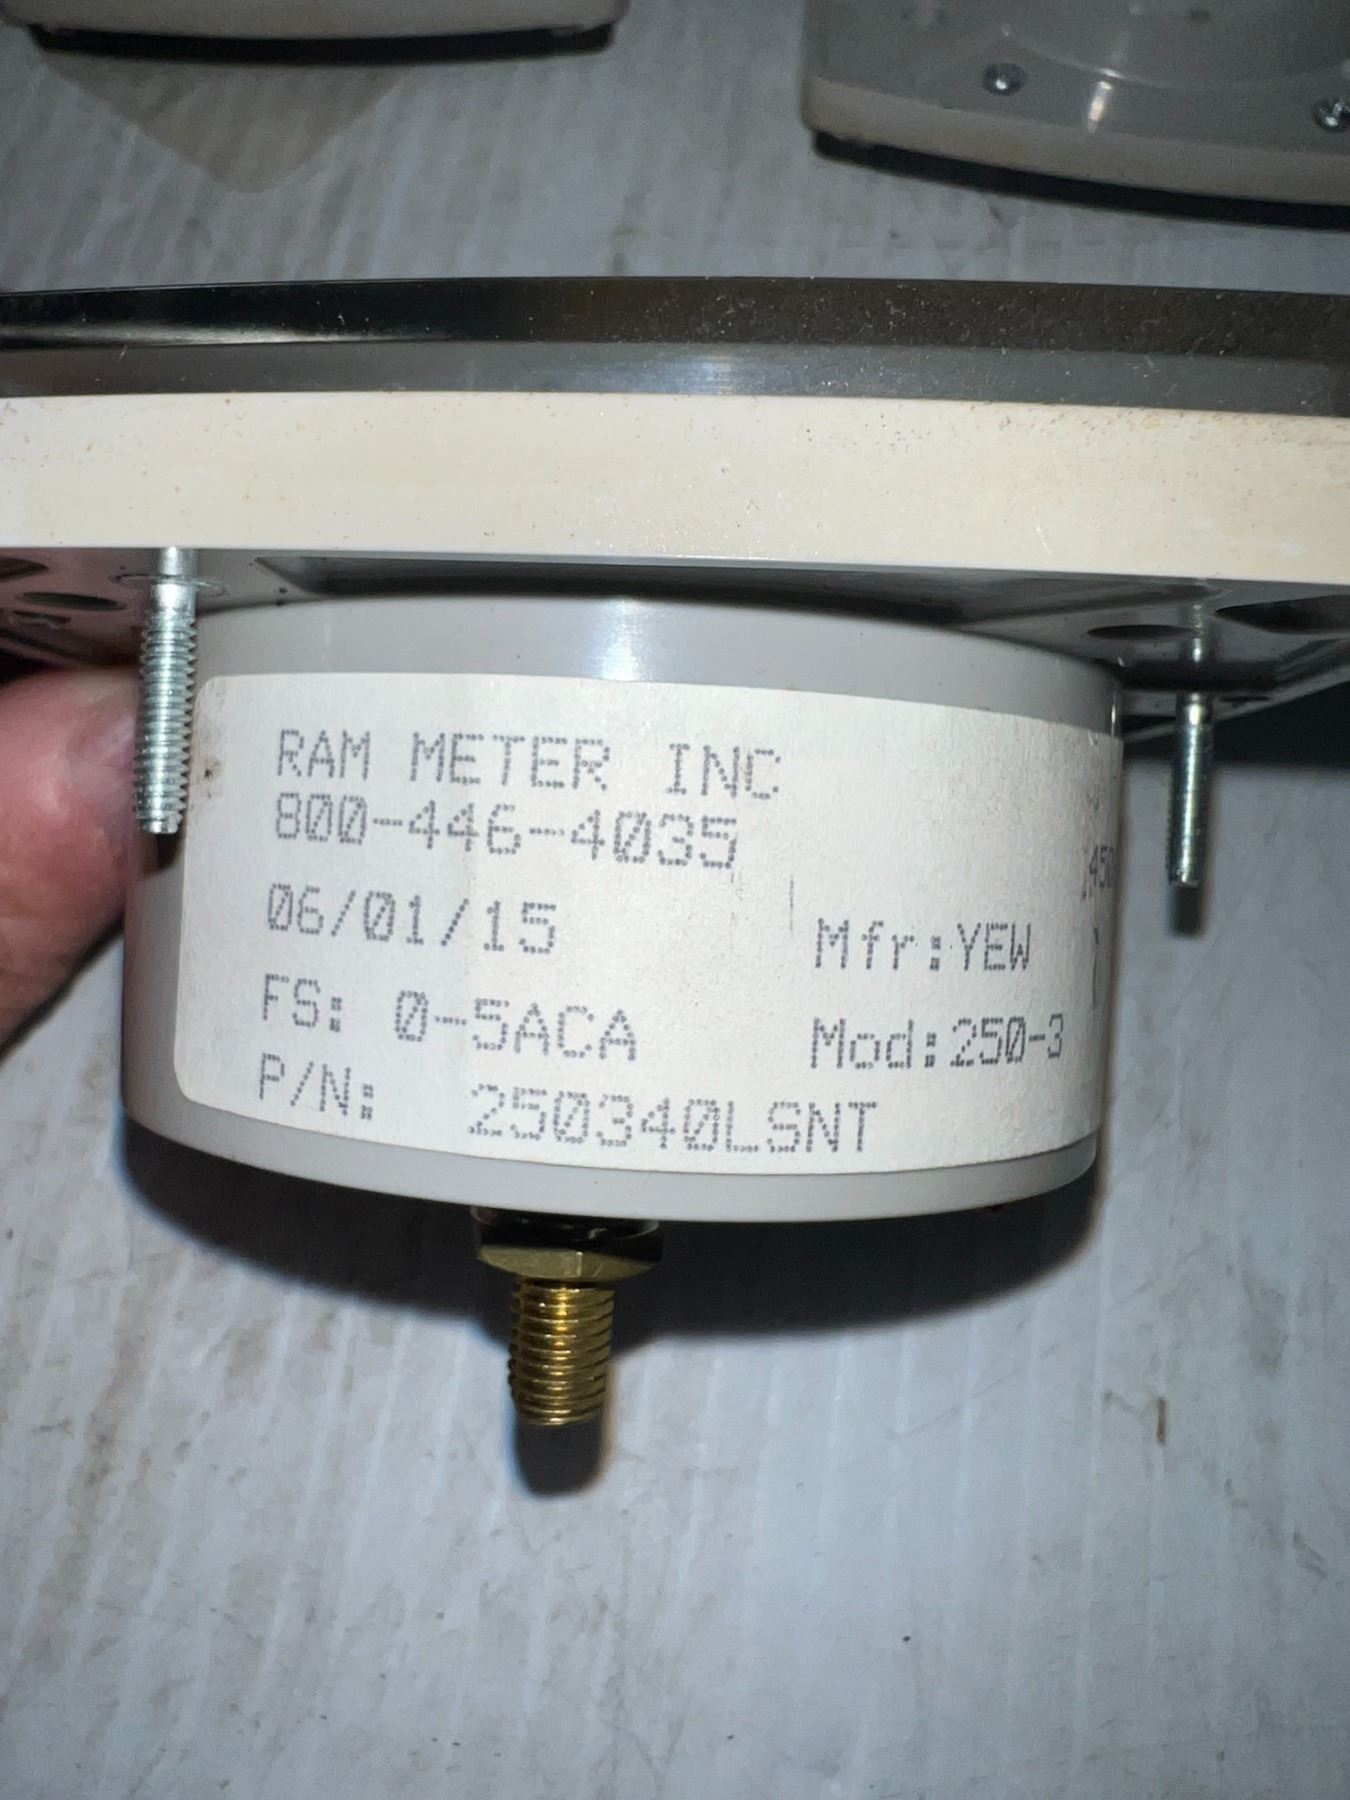 RAM METER INC
800-446-4035
06/01/15
Mfr:YEW
FS: 0-5ACA
Mod:250-3
P/N: 250340LSNT